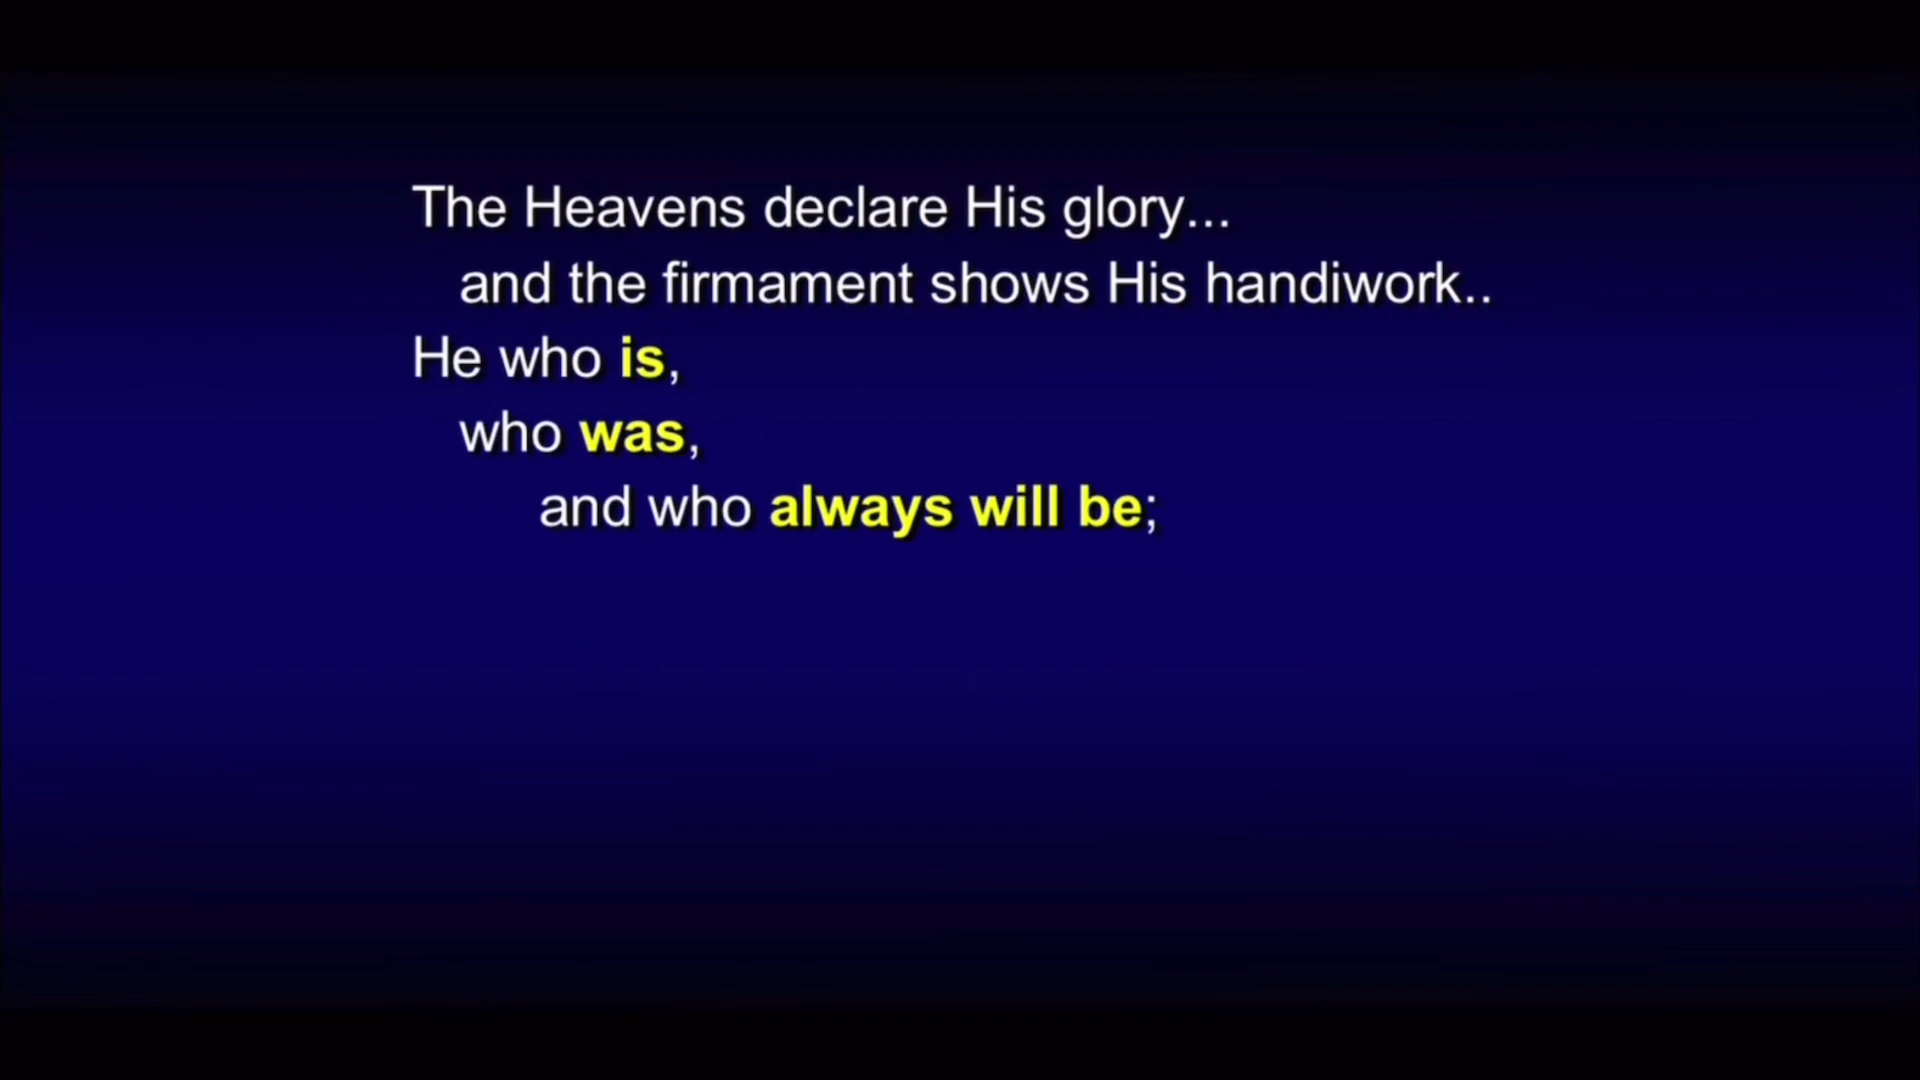 The Heavens declare His glory...
and the firmament shows His handiwork..
He who is,
who was,
and who always will be;